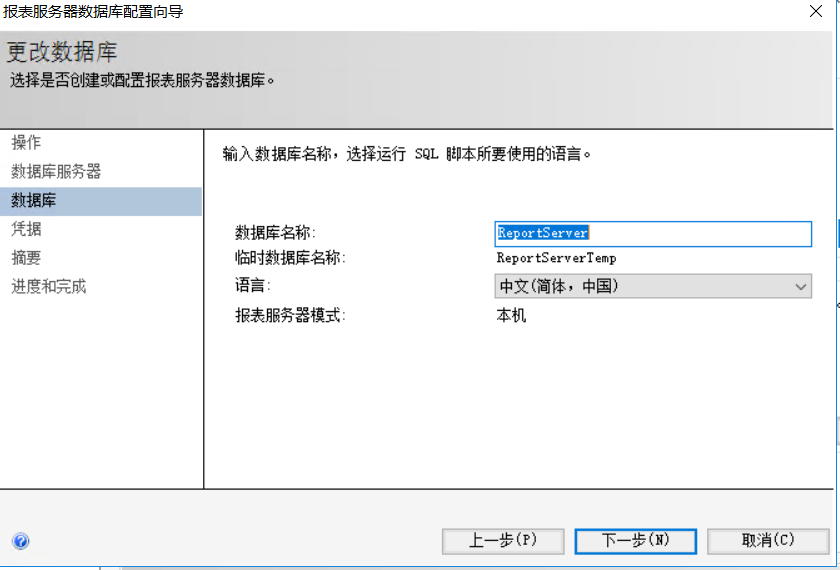 报表服务器数据库配置向导
更改数据库
选择是否创建或配置报表服务器数据库。
操作
数据库服务器
数据库
凭据
摘要
进度和完成
输入数据库名称，选择运行 SQL 脚本所要使用的语言。
数据库名称: ReportServer
临时数据库名称: ReportServerTemp
语言: 中文(简体，中国)
报表服务器模式: 本机
上一步(P) 下一步(N) 取消(C)